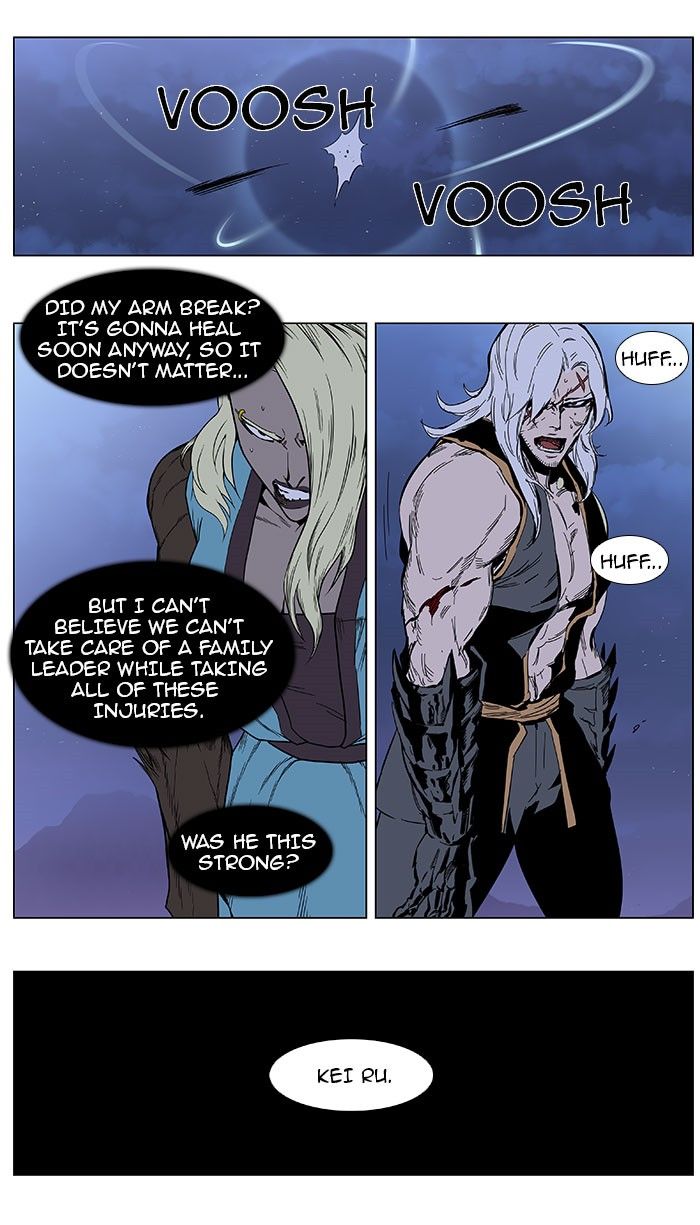 VOOSH
VOOSH
DID MY ARM BREAK?
IT'S GONNA HEAL
SOON ANYWAY, SO IT
DOESN'T MATTER...
HUFF...
HUFF...
BUT I CAN'T
BELIEVE WE CAN'T
TAKE CARE OF A FAMILY
LEADER WHILE TAKING
ALL OF THESE
INJURIES.
WAS HE THIS
STRONG?
KEI RU.